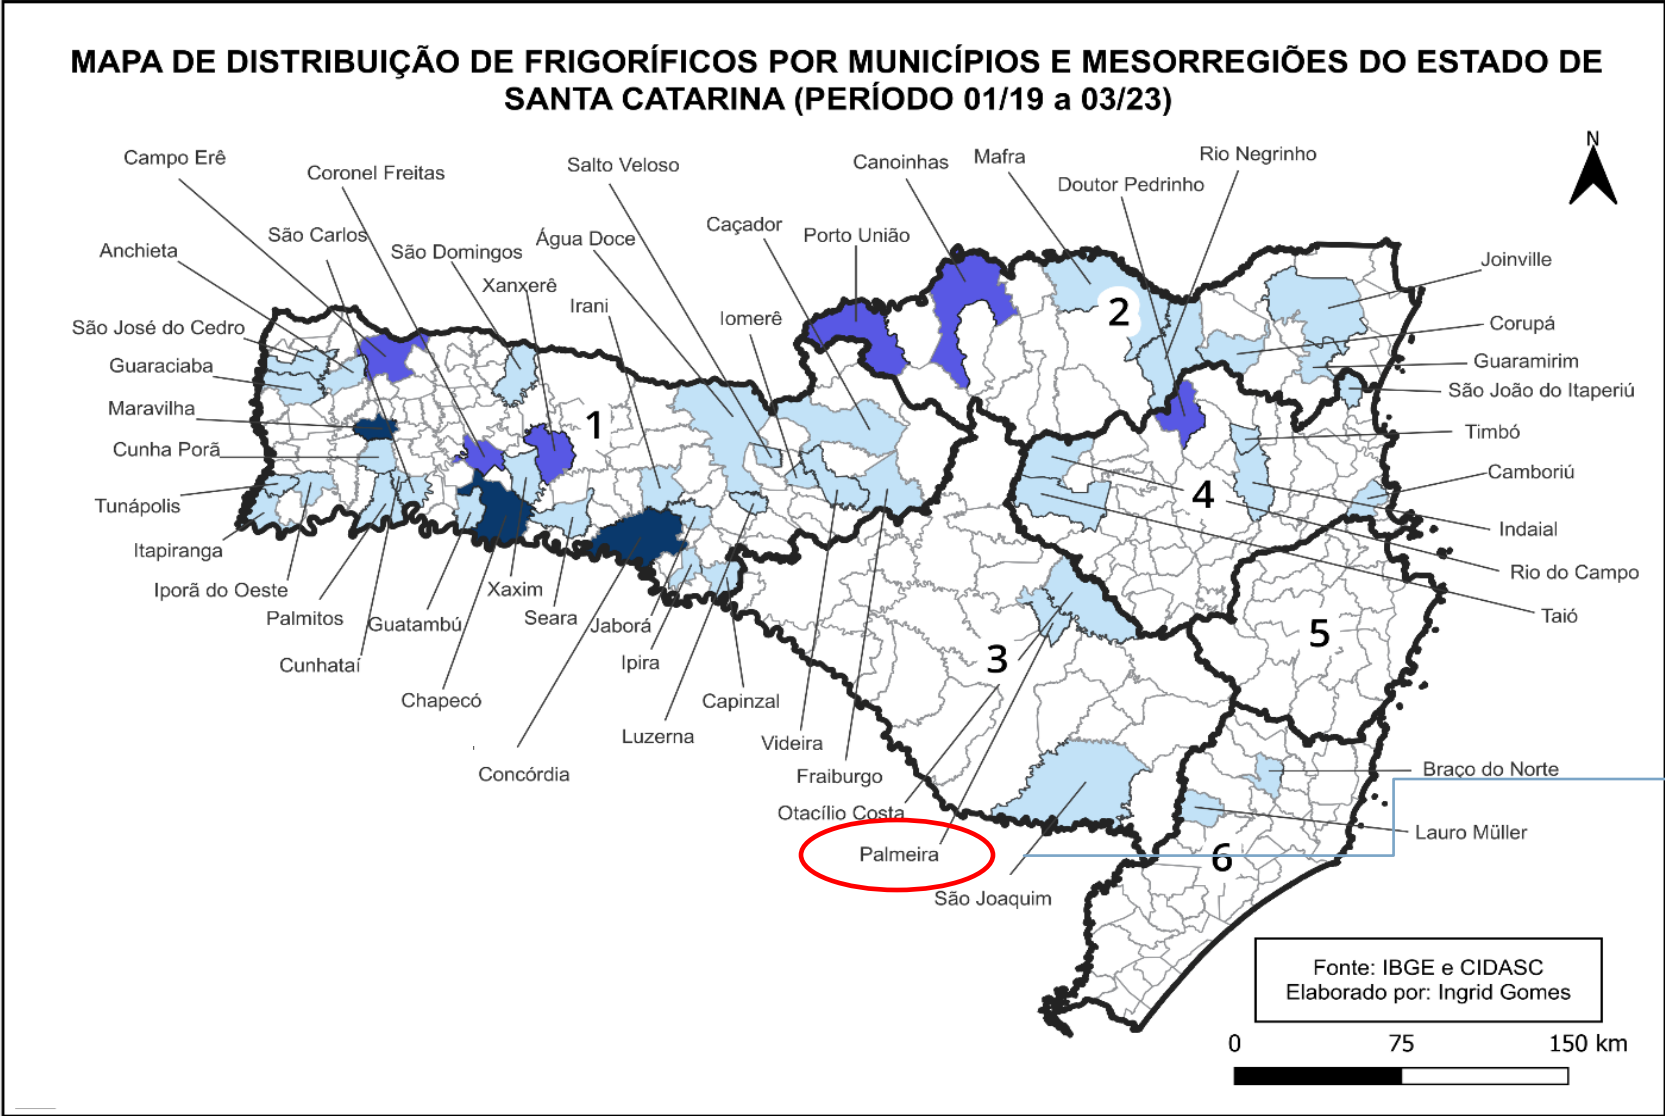 MAPA DE DISTRIBUIÇÃO DE FRIGORÍFICOS POR MUNICÍPIOS E MESORREGIÕES DO ESTADO DE
SANTA CATARINA (PERÍODO 01/19 a 03/23)
N
Campo Erê
Coronel Freitas
Salto Veloso
Canoinhas
Mafra
Rio Negrinho
Doutor Pedrinho
Anchieta
São Carlos
São Domingos
Água Doce
Caçador
Porto União
Joinville
Xanxerê
Irani
Iomerê
São José do Cedro
Corupá
Guaraciaba
Guaramirim
Maravilha
São João do Itaperiú
Cunha Porã
Timbó
Tunápolis
Camboriú
Itapiranga
Indaial
Iporã do Oeste
Rio do Campo
Palmitos
Taió
Guatambú
Xaxim
Seara
Jaborá
Cunhataí
Ipira
Chapecó
Capinzal
Luzerna
Videira
Concórdia
Fraiburgo
Otacílio Costa
Palmeira
São Joaquim
Braço do Norte
Lauro Müller
1
2
3
4
5
6
Fonte: IBGE e CIDASC
Elaborado por: Ingrid Gomes
0 75 150 km